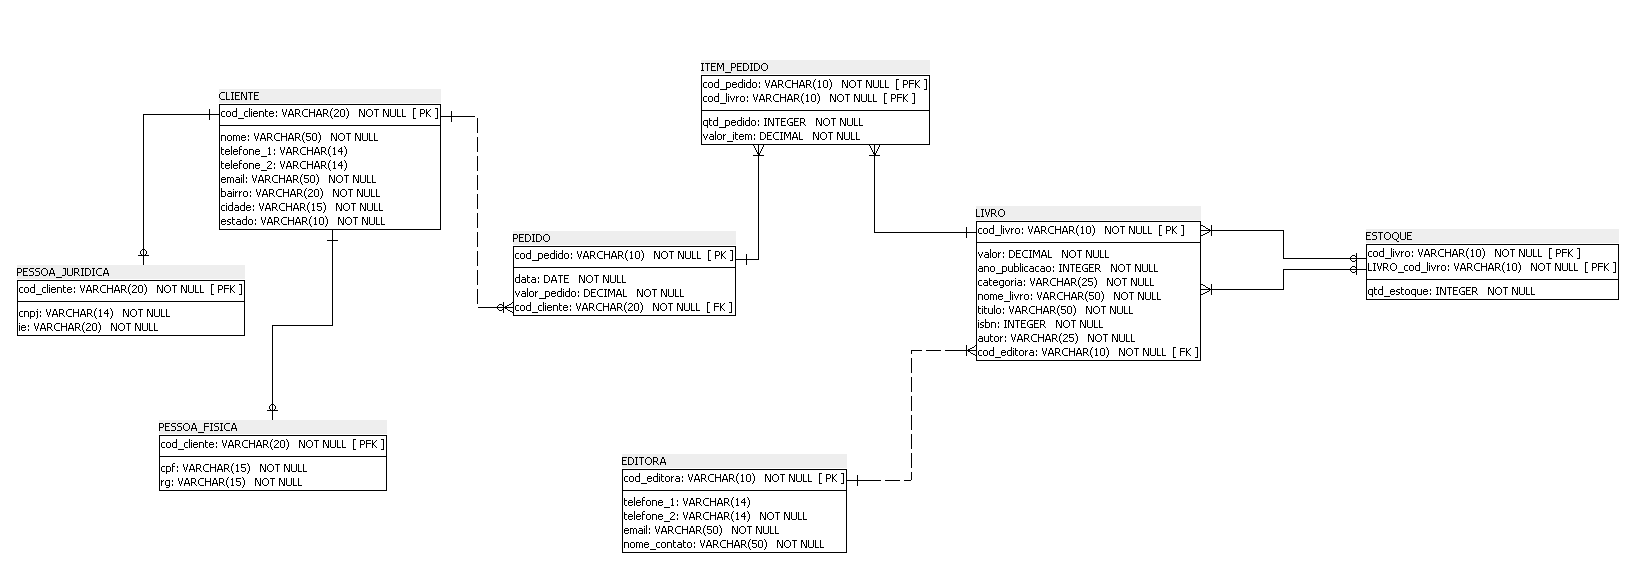 ITEM_PEDIDO
cod_pedido: VARCHAR(10) NOT NULL [ PFK ]
cod_livro: VARCHAR(10) NOT NULL [ PFK ]
qtd_pedido: INTEGER NOT NULL
valor_item: DECIMAL NOT NULL
CLIENTE
cod_cliente: VARCHAR(20) NOT NULL [ PK ]
nome: VARCHAR(50) NOT NULL
telefone_1: VARCHAR(14)
telefone_2: VARCHAR(14)
email: VARCHAR(50) NOT NULL
bairro: VARCHAR(20) NOT NULL
cidade: VARCHAR(15) NOT NULL
estado: VARCHAR(10) NOT NULL
LIVRO
cod_livro: VARCHAR(10) NOT NULL [ PK ]
valor: DECIMAL NOT NULL
ano_publicacao: INTEGER NOT NULL
categoria: VARCHAR(25) NOT NULL
nome_livro: VARCHAR(50) NOT NULL
titulo: VARCHAR(50) NOT NULL
isbn: INTEGER NOT NULL
autor: VARCHAR(25) NOT NULL
cod_editora: VARCHAR(10) NOT NULL [ FK ]
ESTOQUE
cod_livro: VARCHAR(10) NOT NULL [ PFK ]
LIVRO_cod_livro: VARCHAR(10) NOT NULL [ PFK ]
qtd_estoque: INTEGER NOT NULL
PEDIDO
cod_pedido: VARCHAR(10) NOT NULL [ PK ]
data: DATE NOT NULL
valor_pedido: DECIMAL NOT NULL
cod_cliente: VARCHAR(20) NOT NULL [ FK ]
PESSOA_JURIDICA
cod_cliente: VARCHAR(20) NOT NULL [ PFK ]
cnpj: VARCHAR(14) NOT NULL
ie: VARCHAR(20) NOT NULL
PESSOA_FISICA
cod_cliente: VARCHAR(20) NOT NULL [ PFK ]
cpf: VARCHAR(15) NOT NULL
rg: VARCHAR(15) NOT NULL
EDITORA
cod_editora: VARCHAR(10) NOT NULL [ PK ]
telefone_1: VARCHAR(14)
telefone_2: VARCHAR(14) NOT NULL
email: VARCHAR(50) NOT NULL
nome_contato: VARCHAR(50) NOT NULL